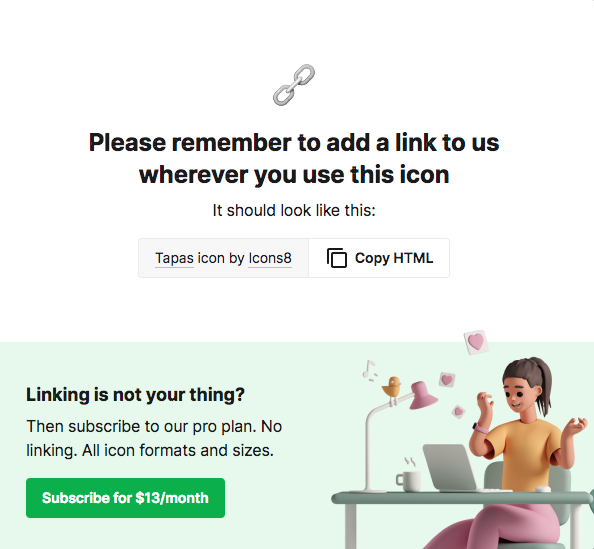 Please remember to add a link to us
wherever you use this icon
It should look like this:
Tapas icon by Icons8
Copy HTML
Linking is not your thing?
Then subscribe to our pro plan. No
linking. All icon formats and sizes.
Subscribe for $13/month